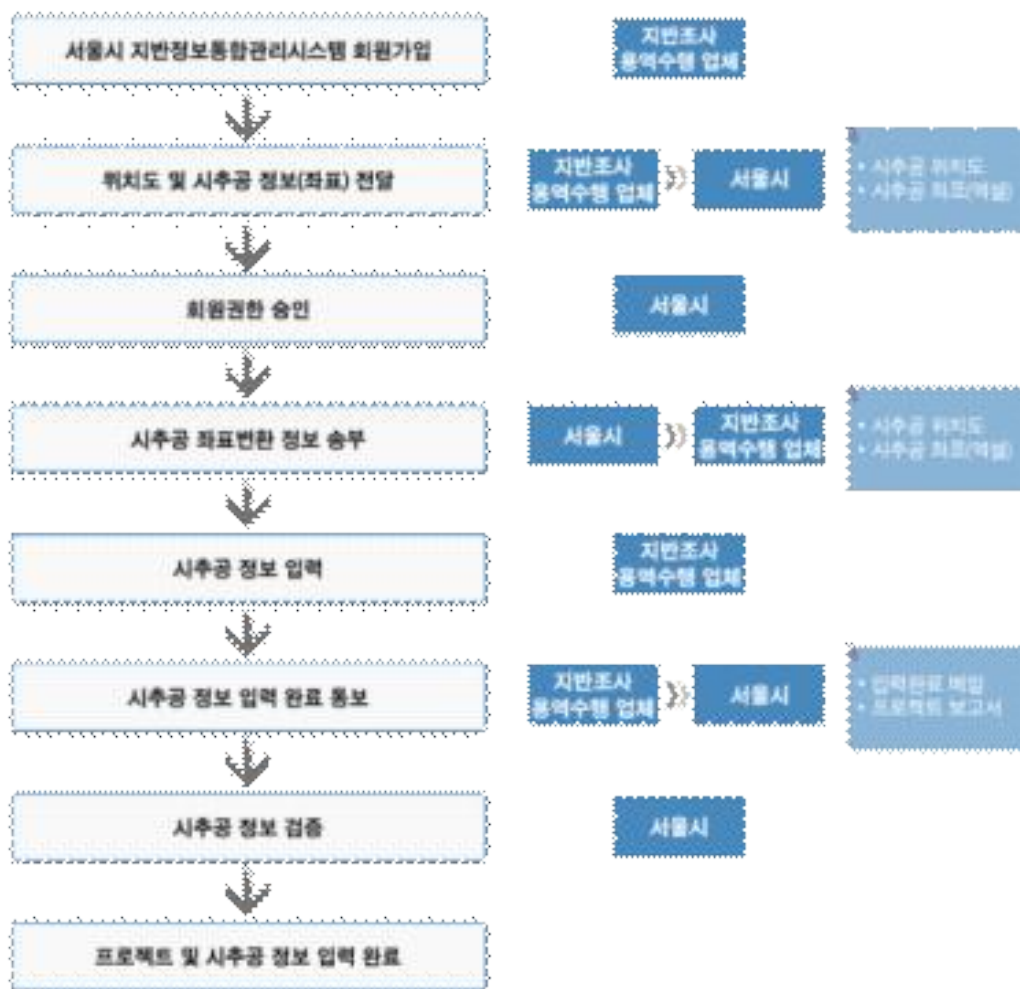 서울시 지반정보통합관리시스템 회원가입
지반조사
용역수행 업체
위치도 및 시추공 정보(좌표) 전달
지반조사
용역수행 업체
서울시
• 시추공 위치도
• 시추공 좌표(엑셀)
회원권한 승인
서울시
시추공 좌표변환 정보 송부
서울시
지반조사
용역수행 업체
• 시추공 위치도
• 시추공 좌표(엑셀)
시추공 정보 입력
지반조사
용역수행 업체
시추공 정보 입력 완료 통보
지반조사
용역수행 업체
서울시
• 입력완료 메일
• 프로젝트 보고서
시추공 정보 검증
서울시
프로젝트 및 시추공 정보 입력 완료